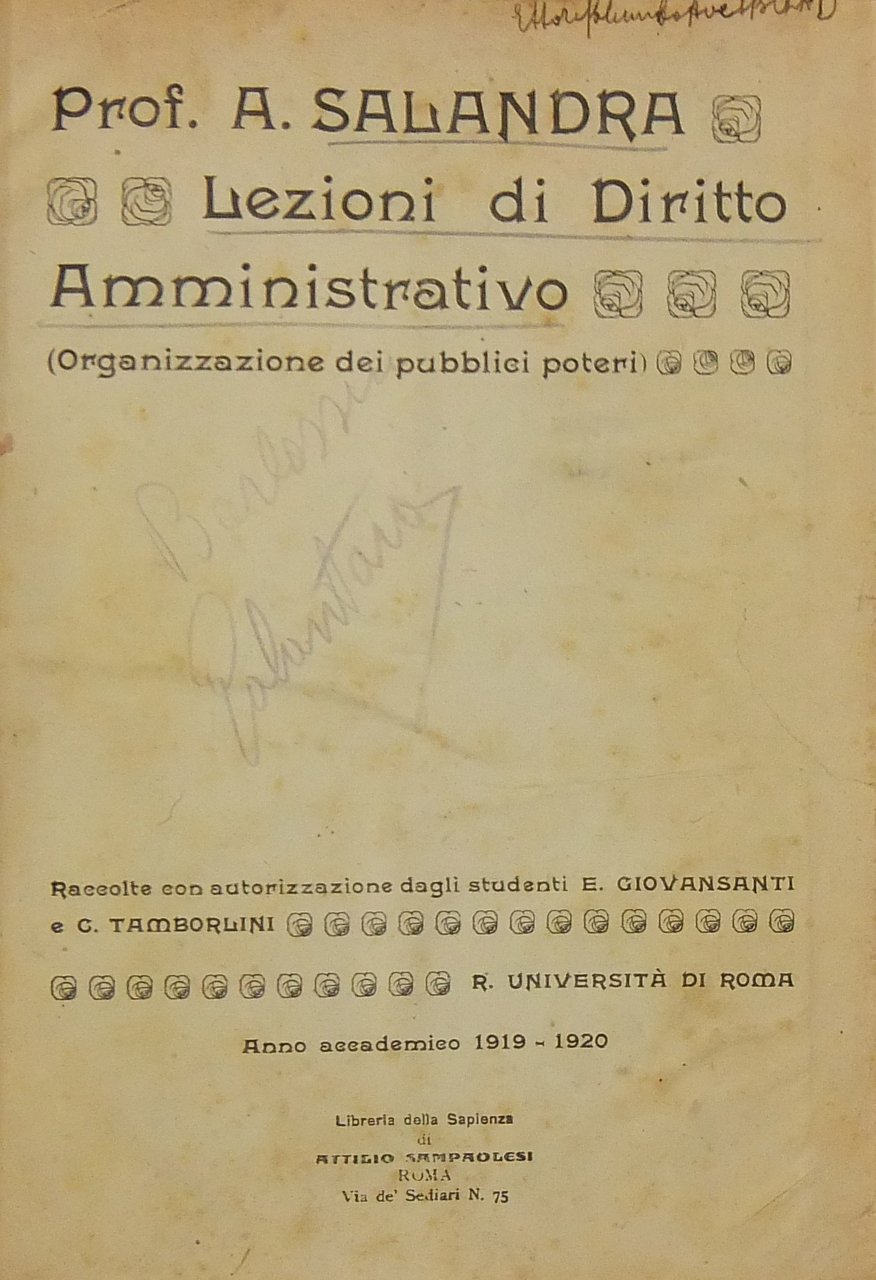 Prof. A. SALANDRA
Lezioni di Diritto
Amministrativo
(Organizzazione dei pubblici poteri)
Raccolte con autorizzazione dagli studenti E. GIOVANSANTI
e C. TAMBORLINI
R. UNIVERSITÀ DI ROMA
Anno accademico 1919 - 1920
Libreria della Sapienza
di
ATTILIO SAMPAOLESI
ROMA
Via de' Sediari N. 75